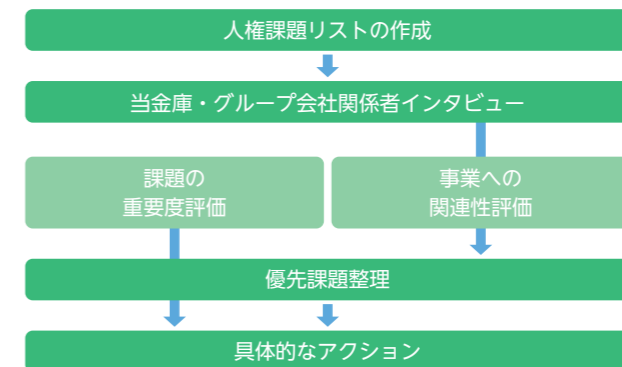 人権課題リストの作成
当金庫・グループ会社関係者インタビュー
課題の
重要度評価
事業への
関連性評価
優先課題整理
具体的なアクション